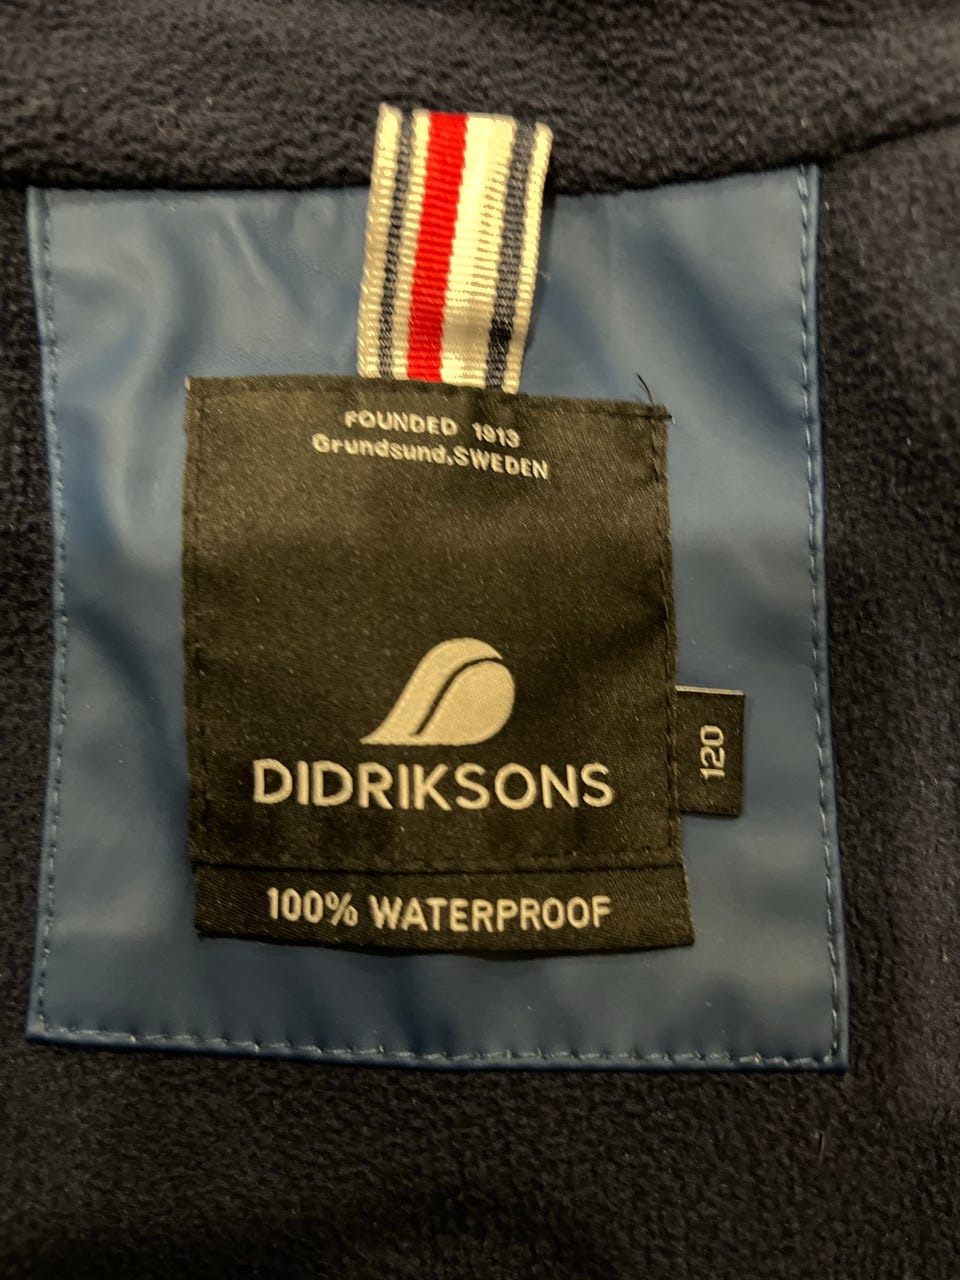 FOUNDED 1913
Grundsund,SWEDEN
DIDRIKSONS
120
100% WATERPROOF